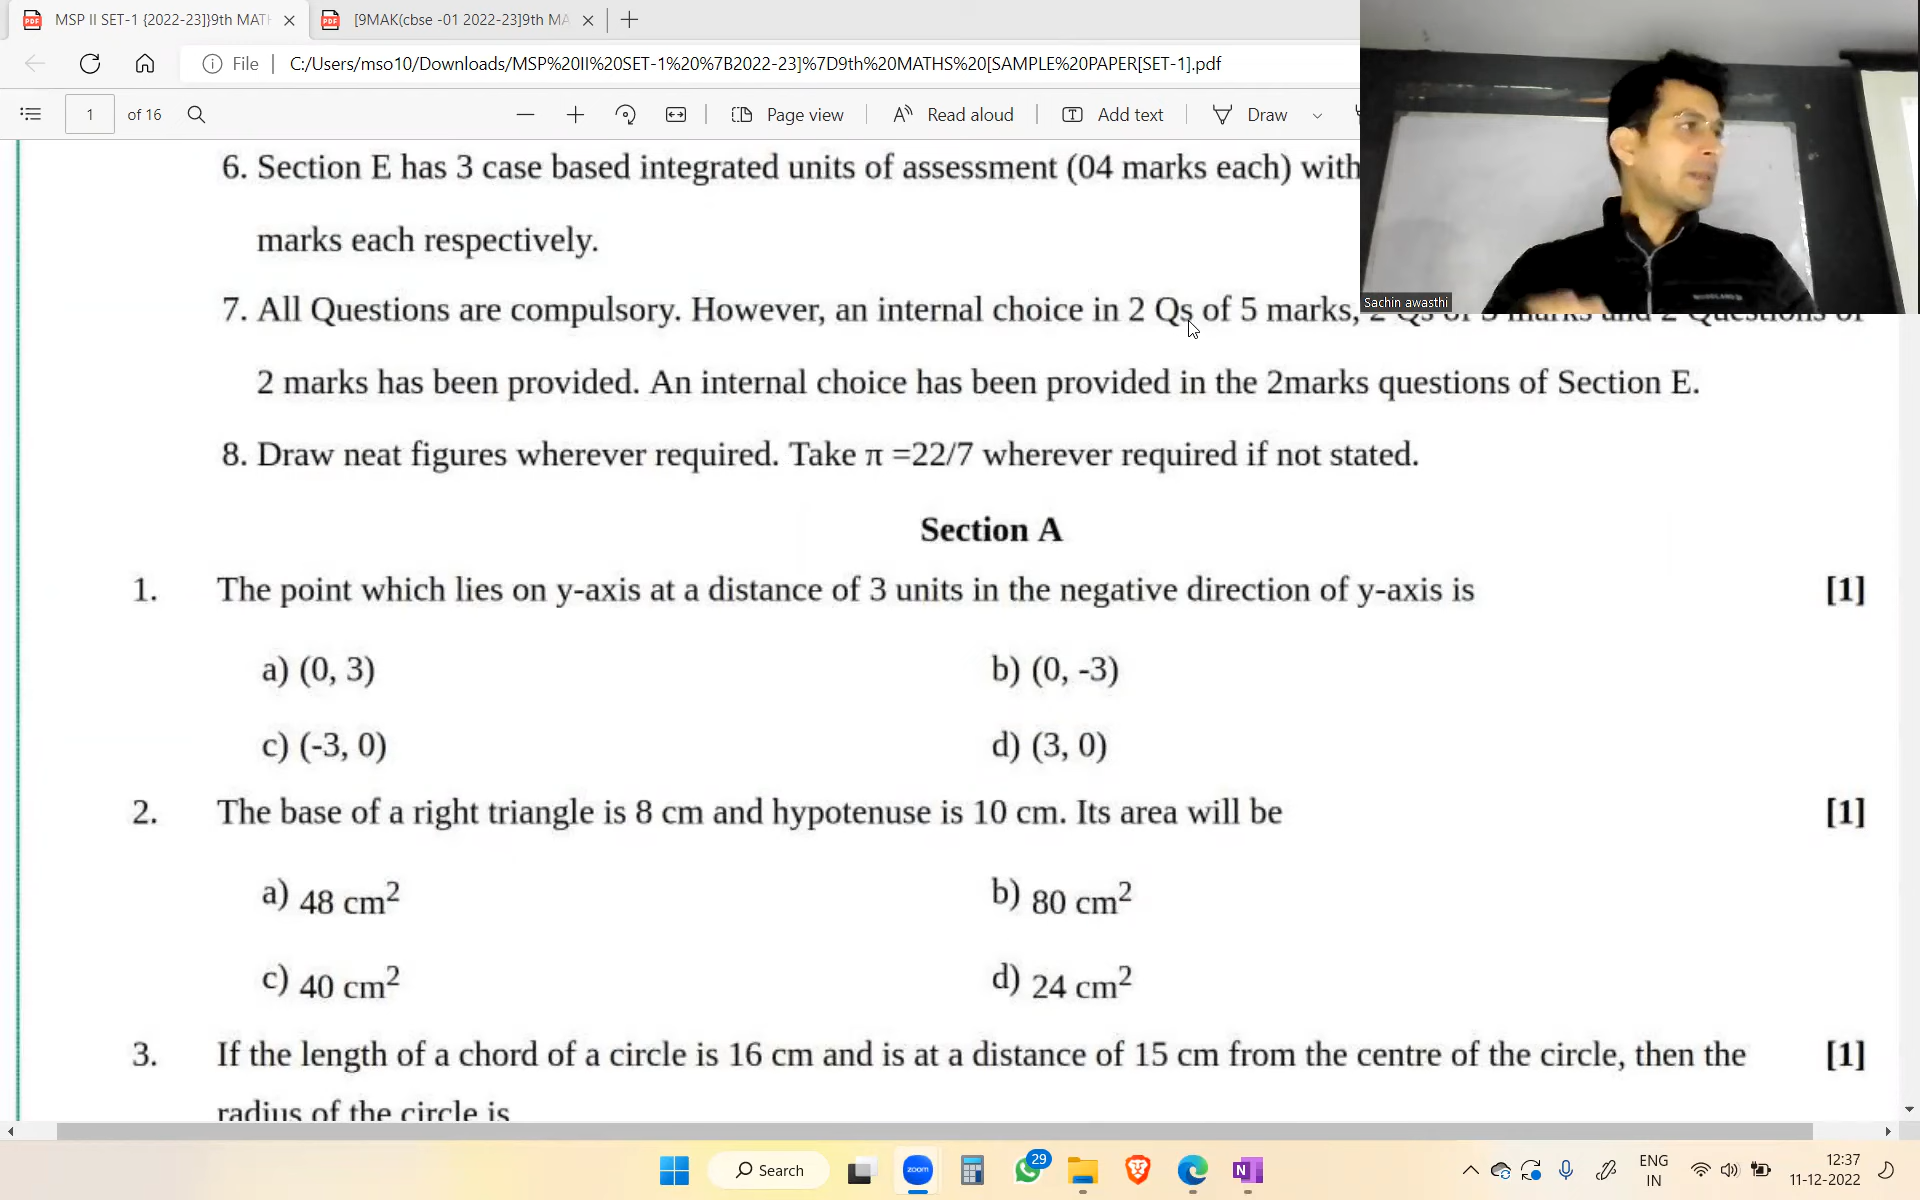 MSP II SET-1 {2022-23]}9th MATH
[9MAK(cbse -01 2022-23]9th MA
File
C:/Users/mso10/Downloads/MSP%20II%20SET-1%20%7B2022-23]%7D9th%20MATHS%20[SAMPLE%20PAPER[SET-1].pdf
1 of 16
Page view
Read aloud
Add text
Draw
6. Section E has 3 case based integrated units of assessment (04 marks each) with
marks each respectively.
7. All Questions are compulsory. However, an internal choice in 2 Qs of 5 marks, 2 Qs of 3 marks and 2 Questions of
2 marks has been provided. An internal choice has been provided in the 2marks questions of Section E.
8. Draw neat figures wherever required. Take π =22/7 wherever required if not stated.
Sachin awasthi
Section A
1. The point which lies on y-axis at a distance of 3 units in the negative direction of y-axis is [1]
a) (0, 3) b) (0, -3)
c) (-3, 0) d) (3, 0)
2. The base of a right triangle is 8 cm and hypotenuse is 10 cm. Its area will be [1]
a) 48 cm² b) 80 cm²
c) 40 cm² d) 24 cm²
3. If the length of a chord of a circle is 16 cm and is at a distance of 15 cm from the centre of the circle, then the [1]
radius of the circle is
Search
zoom
29
N
ENG
IN
12:37
11-12-2022